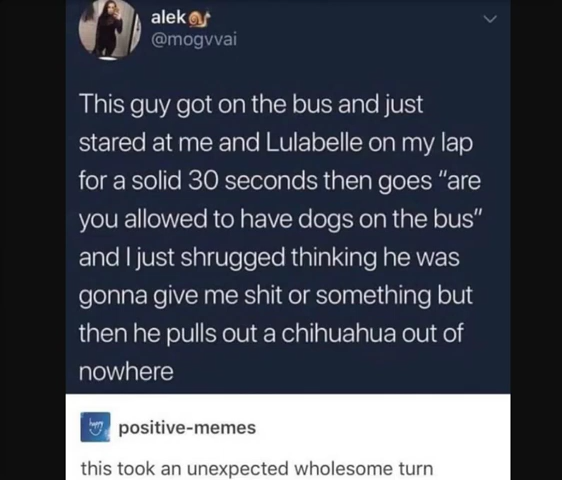 alek🐌
@mogvvai
This guy got on the bus and just
stared at me and Lulabelle on my lap
for a solid 30 seconds then goes "are
you allowed to have dogs on the bus"
and I just shrugged thinking he was
gonna give me shit or something but
then he pulls out a chihuahua out of
nowhere
happy
positive-memes
this took an unexpected wholesome turn